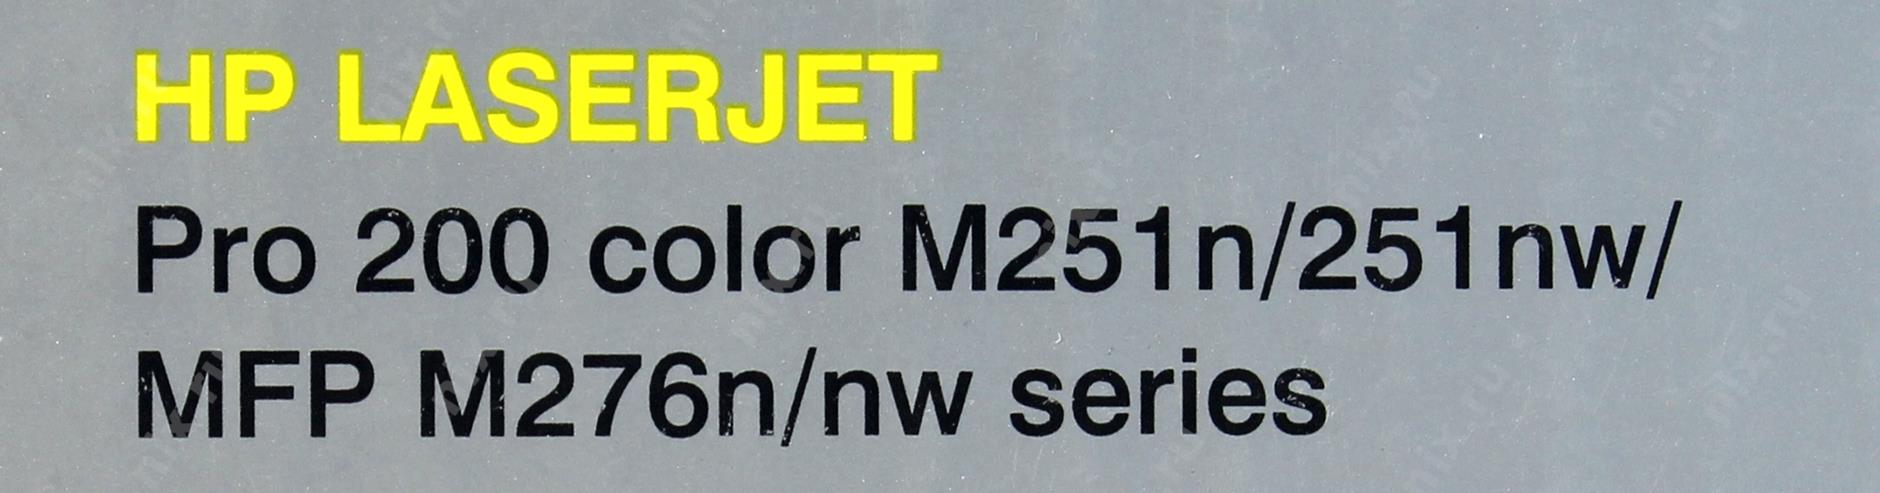 HP LASERJET
Pro 200 color M251n/251nw/
MFP M276n/nw series